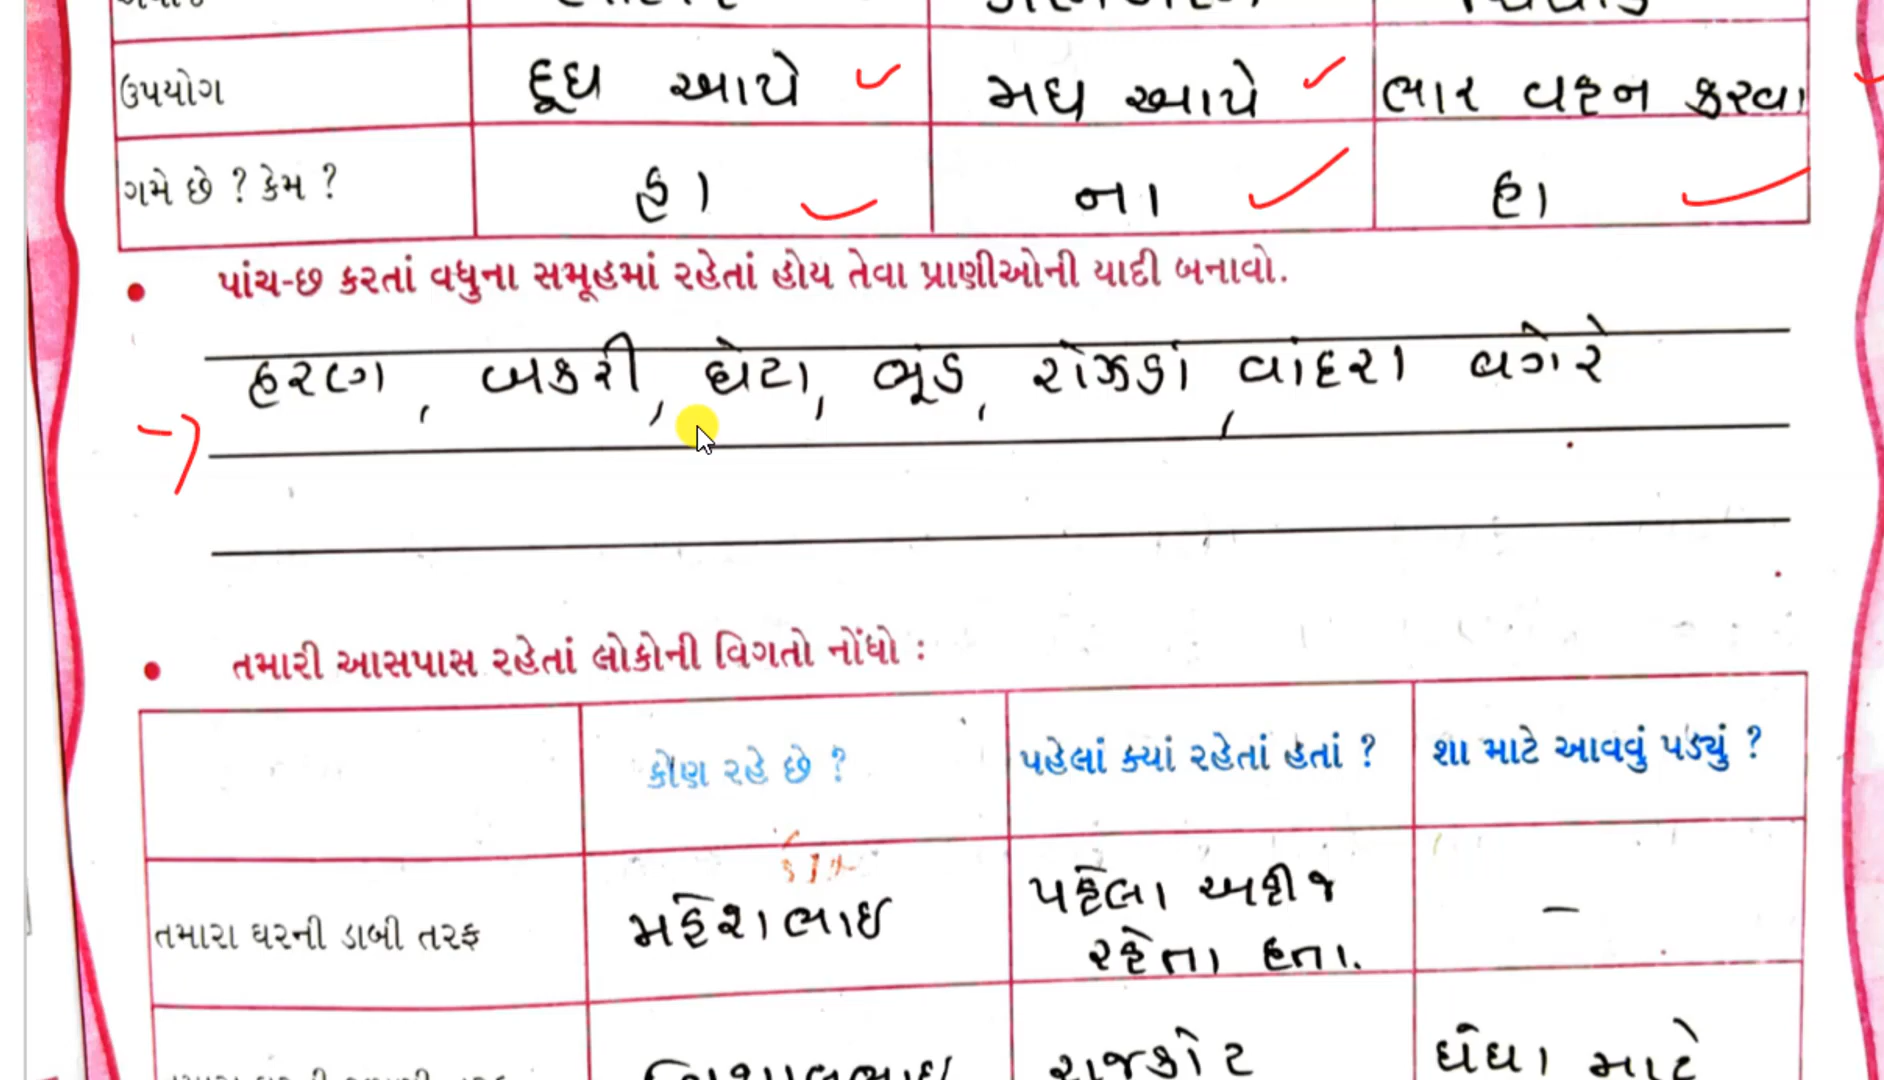 ઉપયોગ દૂધ આપે મધ આપે ભાર વહન કરવા
ગમે છે ? કેમ ? હા ના હા
પાંચ-છ કરતાં વધુના સમૂહમાં રહેતાં હોય તેવા પ્રાણીઓની યાદી બનાવો.
હરણ , બકરી , ઘેટા , ભૂંડ , રોઝડાં , વાંદરા વગેરે
તમારી આસપાસ રહેતાં લોકોની વિગતો નોંધો :
કોણ રહે છે ? પહેલાં ક્યાં રહેતાં હતાં ? શા માટે આવવું પડ્યું ?
તમારા ઘરની ડાબી તરફ મહેશભાઈ પહેલા અહીંજ –
રહેતા હતા.
રાજકોટ ધંધા માટે